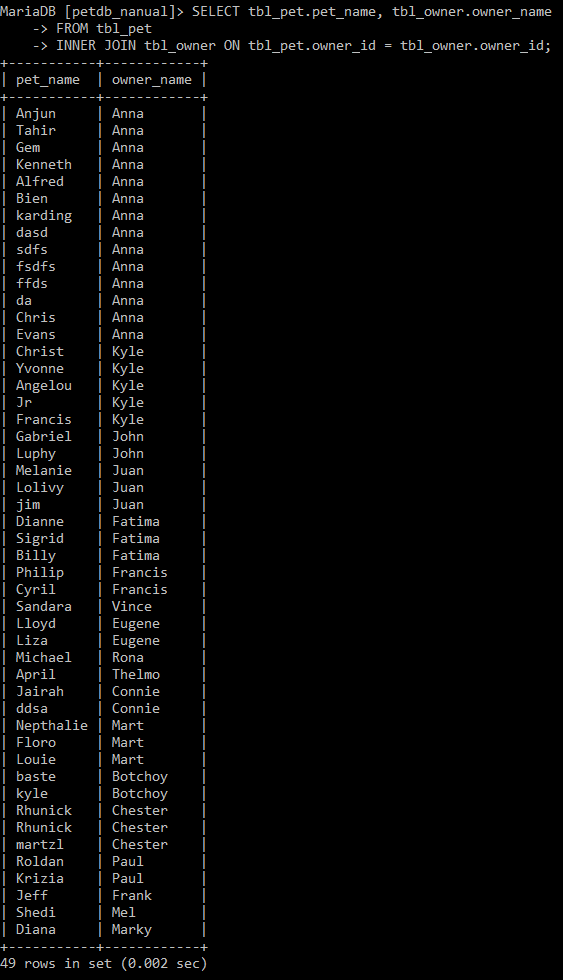 MariaDB [petdb_nanual]> SELECT tbl_pet.pet_name, tbl_owner.owner_name
    -> FROM tbl_pet
    -> INNER JOIN tbl_owner ON tbl_pet.owner_id = tbl_owner.owner_id;
+-----------+------------+
| pet_name  | owner_name |
+-----------+------------+
| Anjun     | Anna       |
| Tahir     | Anna       |
| Gem       | Anna       |
| Kenneth   | Anna       |
| Alfred    | Anna       |
| Bien      | Anna       |
| karding   | Anna       |
| dasd      | Anna       |
| sdfs      | Anna       |
| fsdfs     | Anna       |
| ffds      | Anna       |
| da        | Anna       |
| Chris     | Anna       |
| Evans     | Anna       |
| Christ    | Kyle       |
| Yvonne    | Kyle       |
| Angelou   | Kyle       |
| Jr        | Kyle       |
| Francis   | Kyle       |
| Gabriel   | John       |
| Luphy     | John       |
| Melanie   | Juan       |
| Lolivy    | Juan       |
| jim       | Juan       |
| Dianne    | Fatima     |
| Sigrid    | Fatima     |
| Billy     | Fatima     |
| Philip    | Francis    |
| Cyril     | Francis    |
| Sandara   | Vince      |
| Lloyd     | Eugene     |
| Liza      | Eugene     |
| Michael   | Rona       |
| April     | Thelmo     |
| Jairah    | Connie     |
| ddsa      | Connie     |
| Nepthalie | Mart       |
| Floro     | Mart       |
| Louie     | Mart       |
| baste     | Botchoy    |
| kyle      | Botchoy    |
| Rhunick   | Chester    |
| Rhunick   | Chester    |
| martzl    | Chester    |
| Roldan    | Paul       |
| Krizia    | Paul       |
| Jeff      | Frank      |
| Shedi     | Mel        |
| Diana     | Marky      |
+-----------+------------+
49 rows in set (0.002 sec)